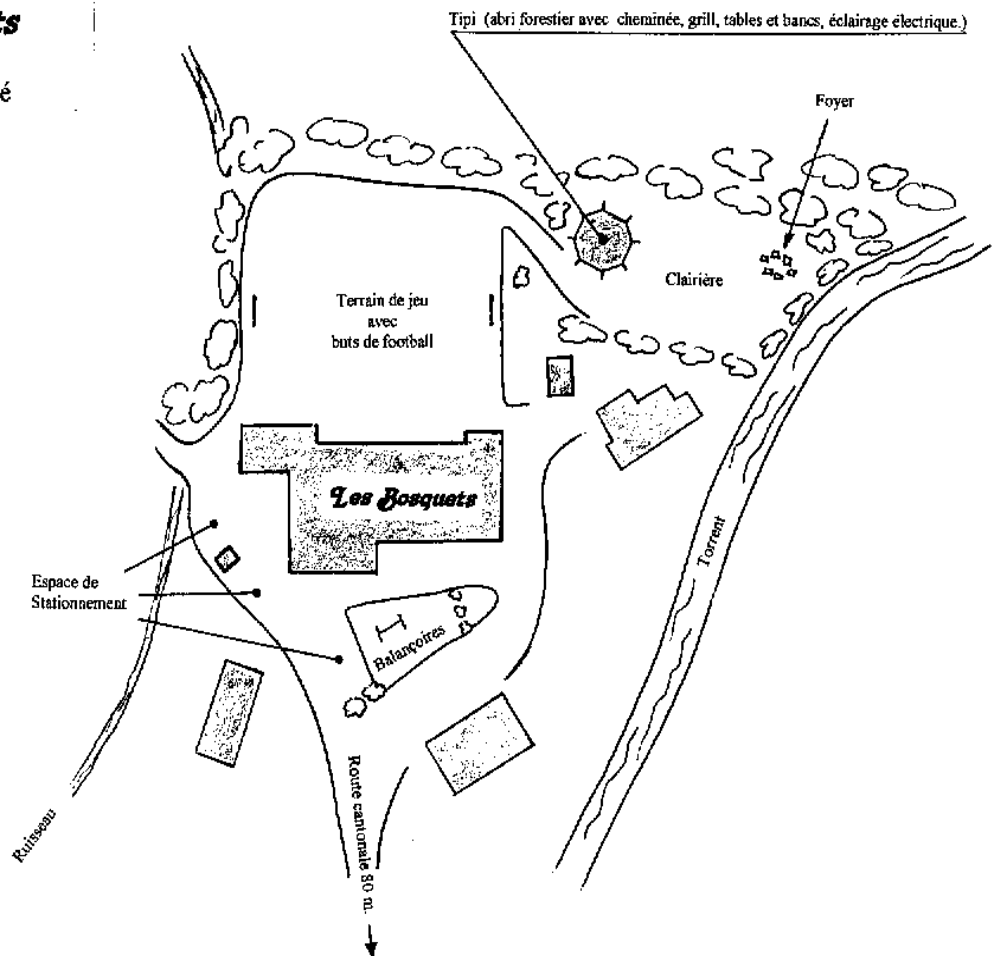 ts
é
Tipi (abri forestier avec cheminée, grill, tables et bancs, éclairage électrique.)
Foyer
Clairière
Terrain de jeu
avec
buts de football
Les Bosquets
Torrent
Espace de
Stationnement
Balançoires
Route cantonale 80 m.
Ruisseau